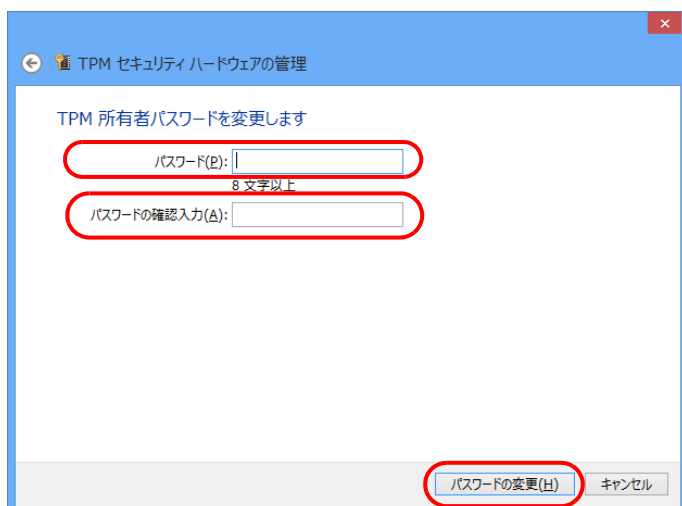 TPM セキュリティ ハードウェアの管理
TPM 所有者パスワードを変更します
パスワード(P):
8 文字以上
パスワードの確認入力(A):
パスワードの変更(H) キャンセル